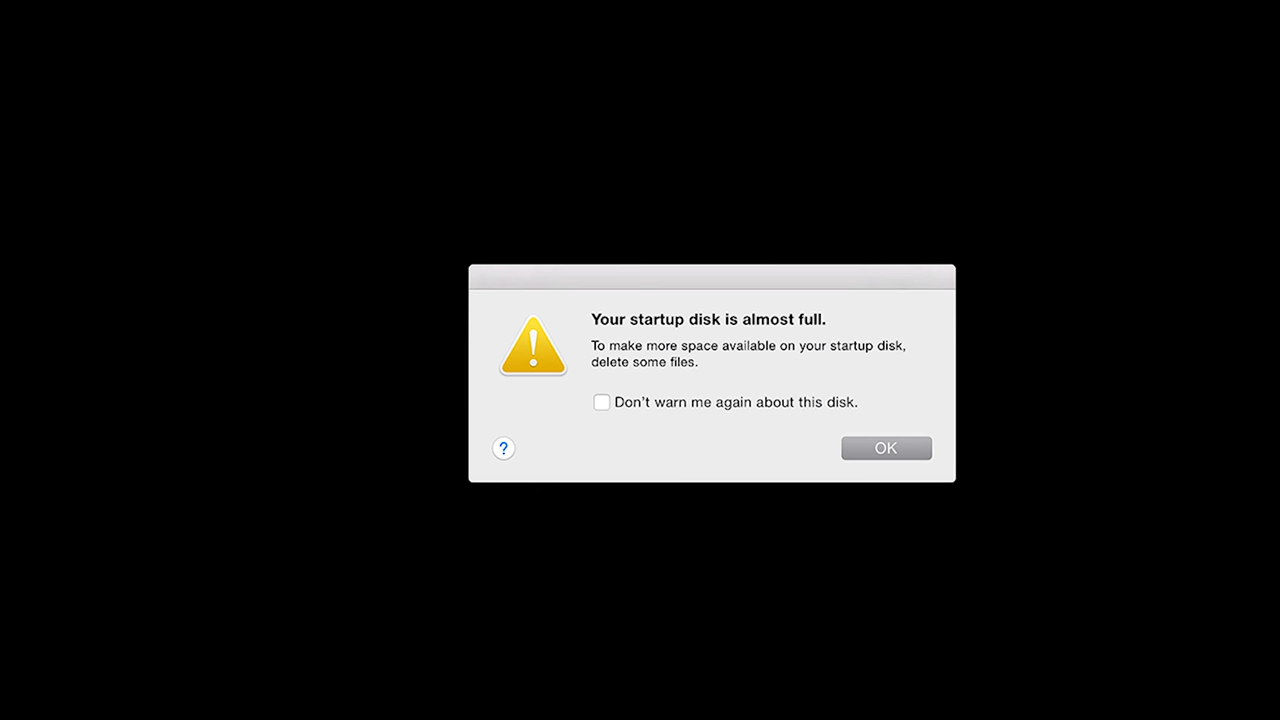 Your startup disk is almost full.
To make more space available on your startup disk,
delete some files.
Don’t warn me again about this disk.
?
OK